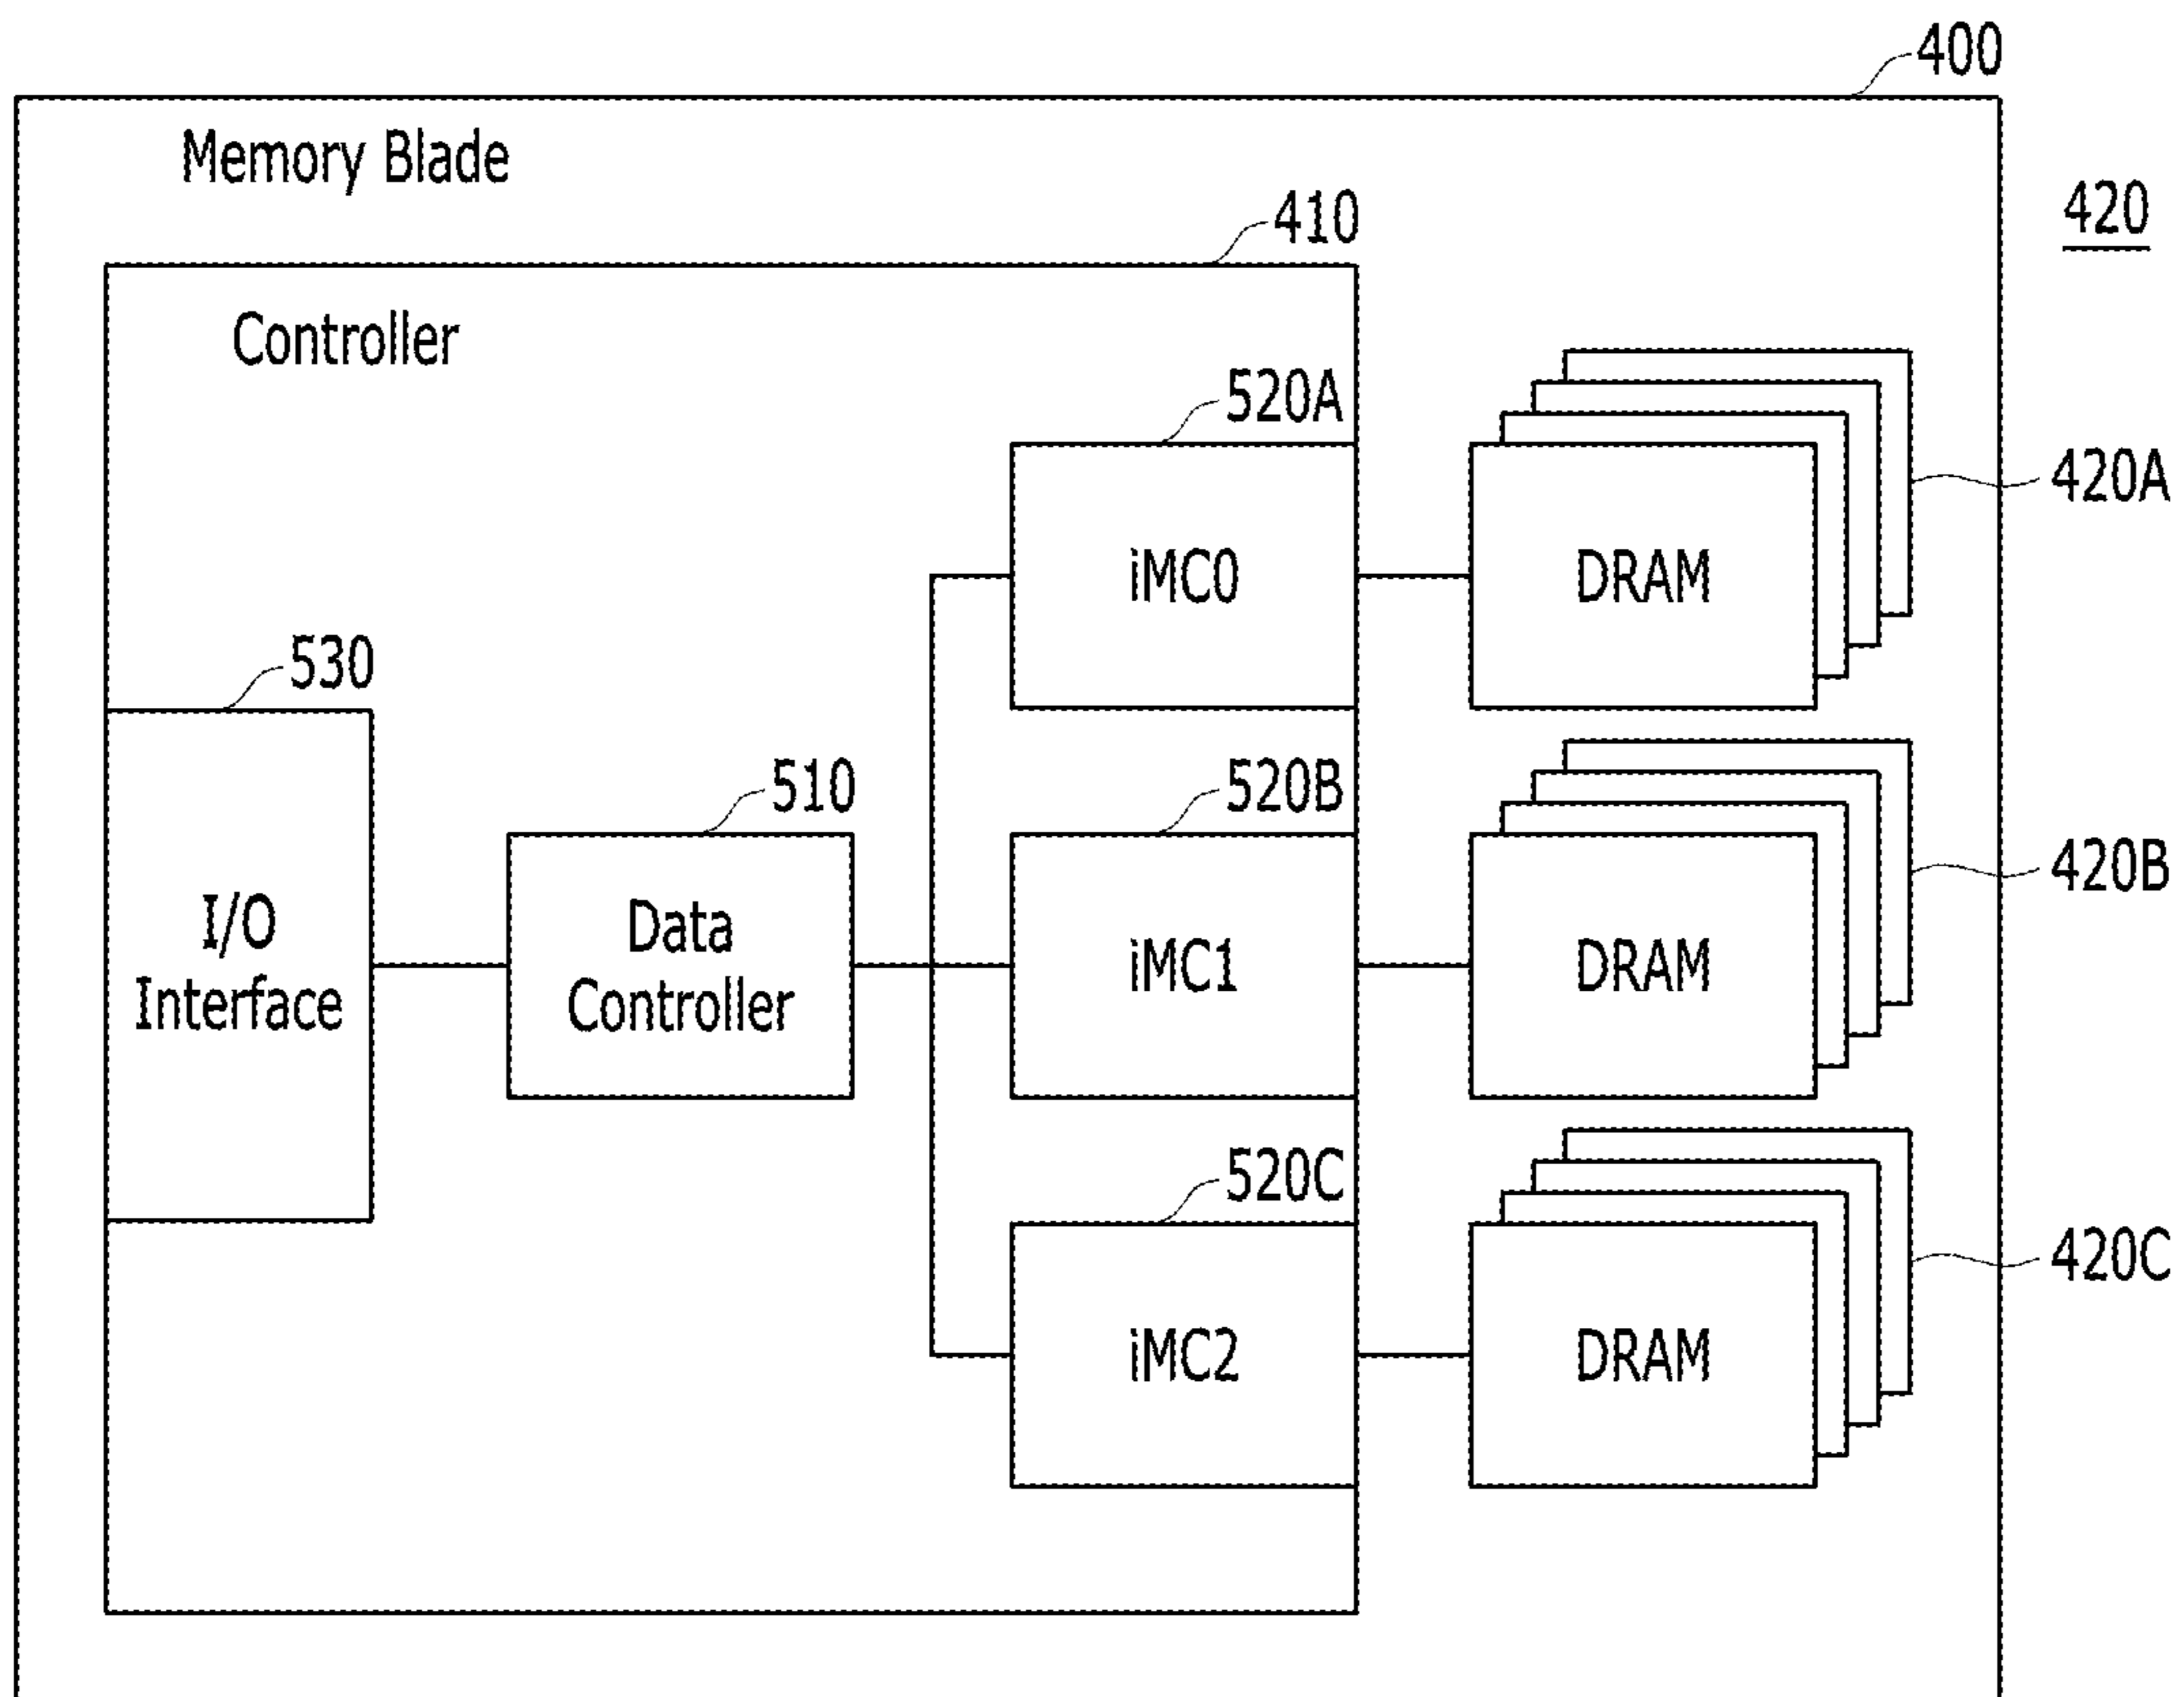 400
Memory Blade
420
410
Controller
520A
420A
iMC0
DRAM
530
510
520B
420B
I/O
Interface
Data
Controller
iMC1
DRAM
520C
420C
iMC2
DRAM